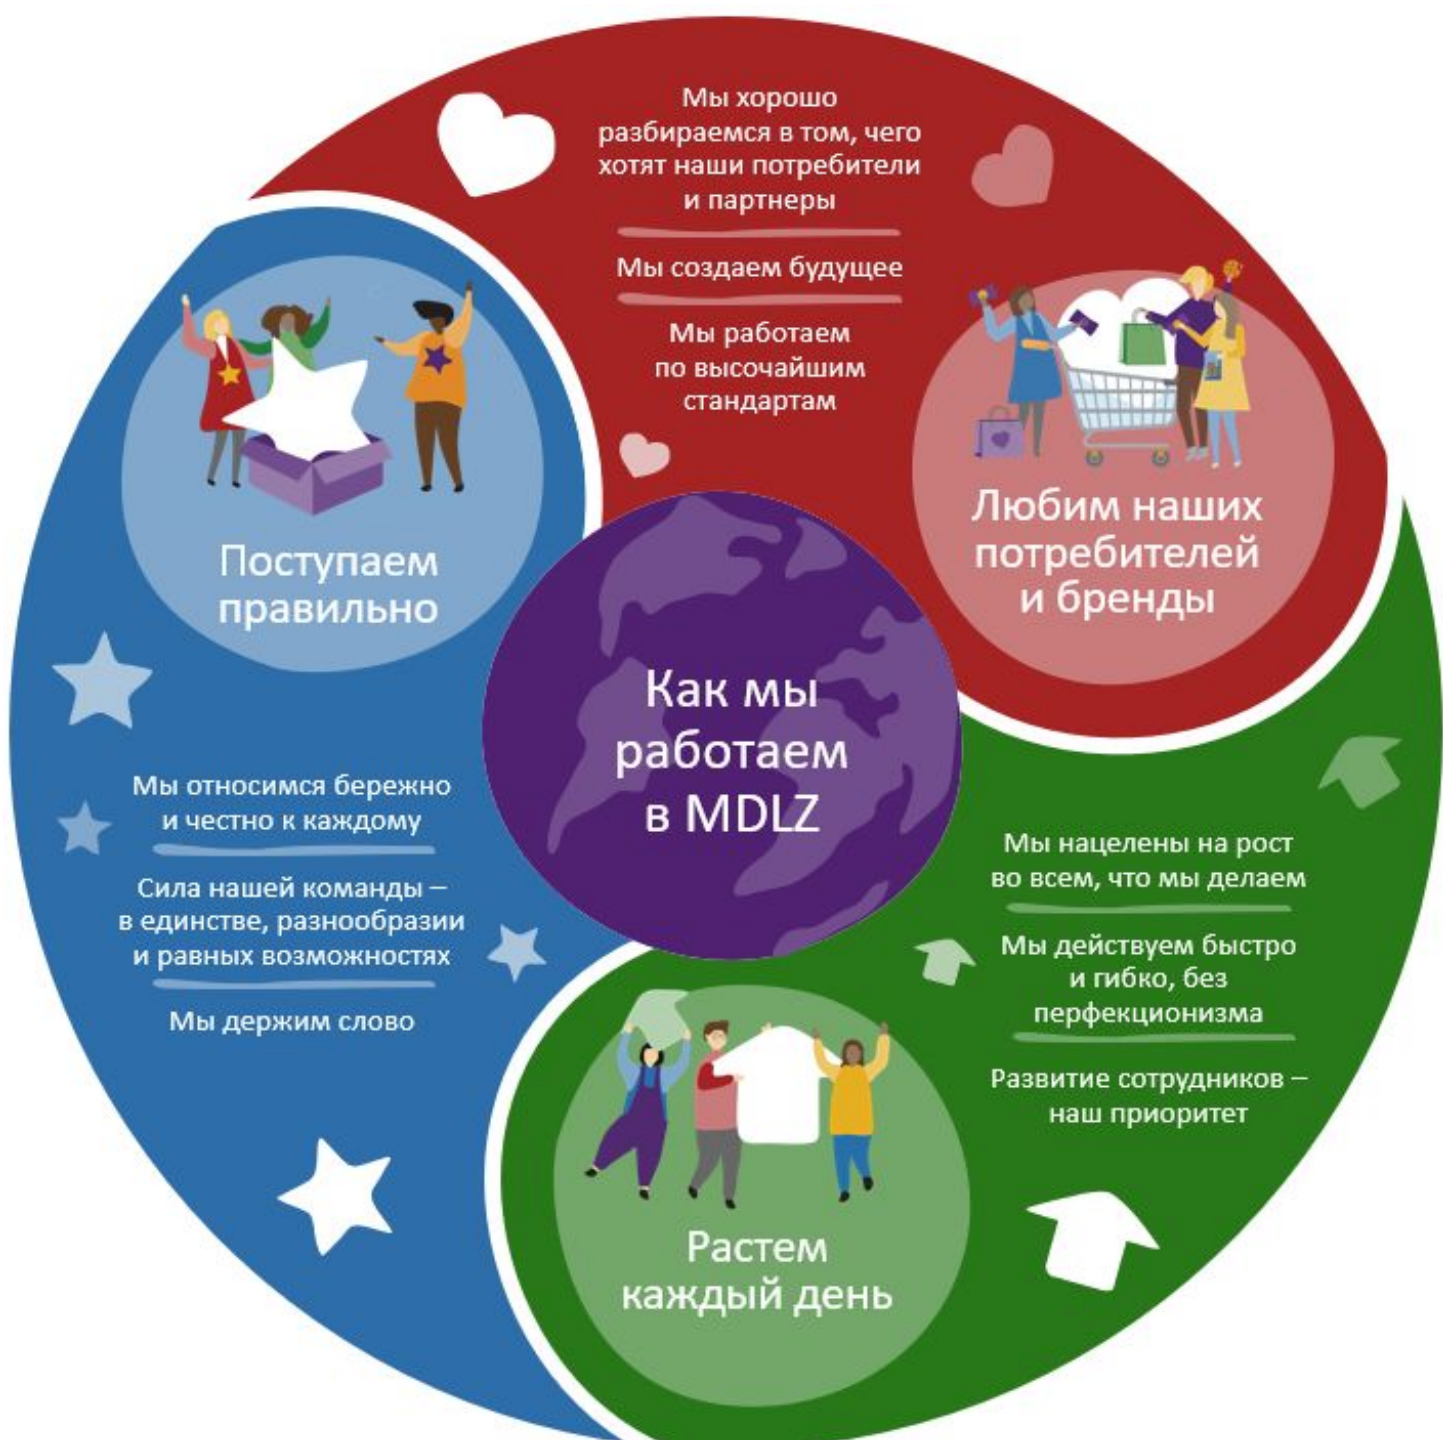 Мы хорошо
разбираемся в том, чего
хотят наши потребители
и партнеры
Мы создаем будущее
Мы работаем
по высочайшим
стандартам
Любим наших
потребителей
и бренды
Поступаем
правильно
Как мы
работаем
в MDLZ
Мы относимся бережно
и честно к каждому
Сила нашей команды –
в единстве, разнообразии
и равных возможностях
Мы держим слово
Мы нацелены на рост
во всем, что мы делаем
Мы действуем быстро
и гибко, без
перфекционизма
Развитие сотрудников –
наш приоритет
Растем
каждый день